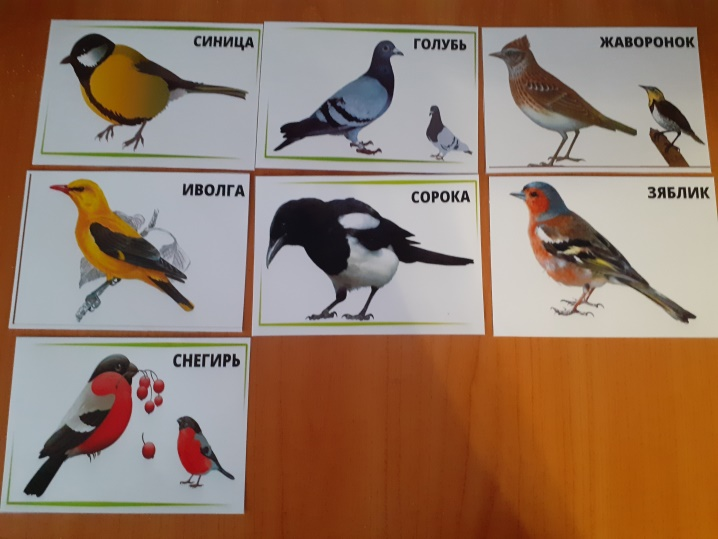 СИНИЦА
ГОЛУБЬ
ЖАВОРОНОК
ИВОЛГА
СОРОКА
ЗЯБЛИК
СНЕГИРЬ